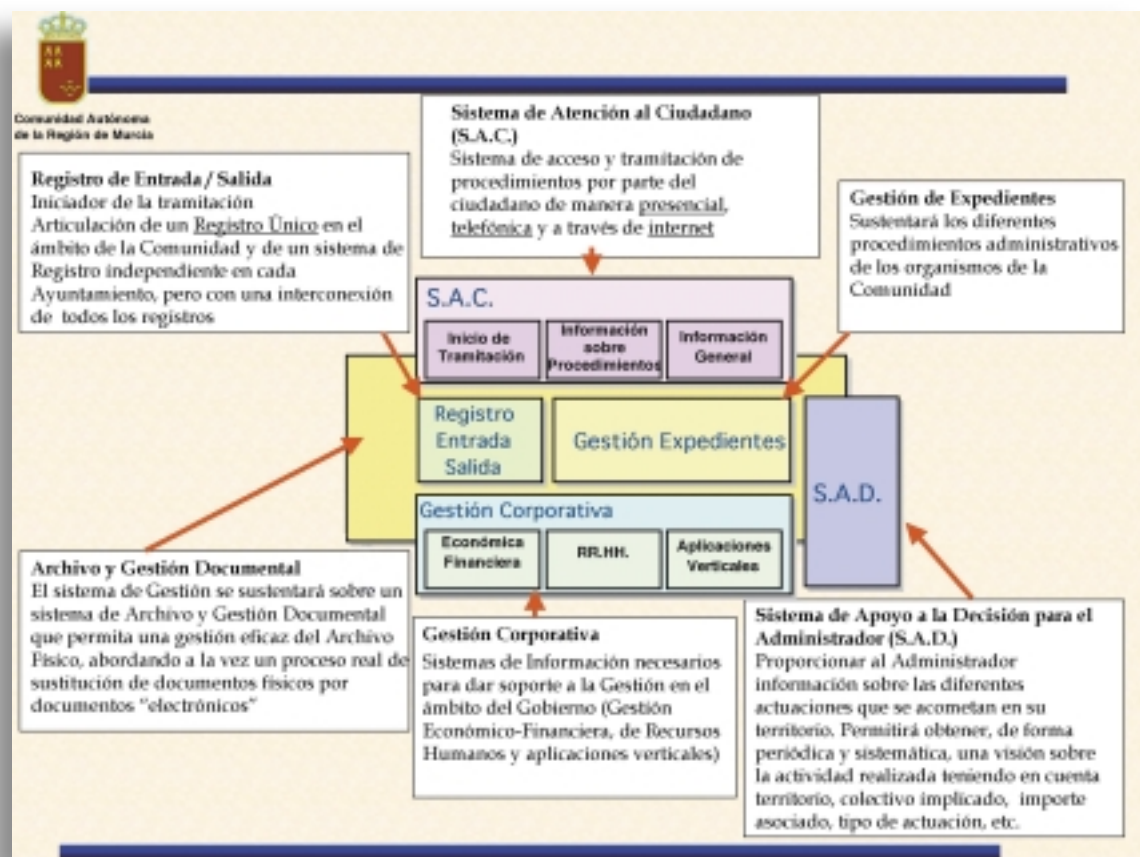 Comunidad Autónoma
de la Región de Murcia
Sistema de Atención al Ciudadano
(S.A.C.)
Sistema de acceso y tramitación de
procedimientos por parte del
ciudadano de manera presencial,
telefónica y a través de internet
Registro de Entrada / Salida
Iniciador de la tramitación
Articulación de un Registro Único en el
ámbito de la Comunidad y de un sistema de
Registro independiente en cada
Ayuntamiento, pero con una interconexión
de todos los registros
Gestión de Expedientes
Sustentará los diferentes
procedimientos administrativos
de los organismos de la
Comunidad
S.A.C.
Inicio de
Tramitación
Información
sobre
Procedimientos
Información
General
Registro
Entrada
Salida
Gestión Expedientes
S.A.D.
Gestión Corporativa
Económica
Financiera
RR.HH.
Aplicaciones
Verticales
Archivo y Gestión Documental
El sistema de Gestión se sustentará sobre un
sistema de Archivo y Gestión Documental
que permita una gestión eficaz del Archivo
Físico, abordando a la vez un proceso real de
sustitución de documentos físicos por
documentos "electrónicos"
Gestión Corporativa
Sistemas de Información necesarios
para dar soporte a la Gestión en el
ámbito del Gobierno (Gestión
Económico-Financiera, de Recursos
Humanos y aplicaciones verticales)
Sistema de Apoyo a la Decisión para el
Administrador (S.A.D.)
Proporcionar al Administrador
información sobre las diferentes
actuaciones que se acometan en su
territorio. Permitirá obtener, de forma
periódica y sistemática, una visión sobre
la actividad realizada teniendo en cuenta
territorio, colectivo implicado, importe
asociado, tipo de actuación, etc.